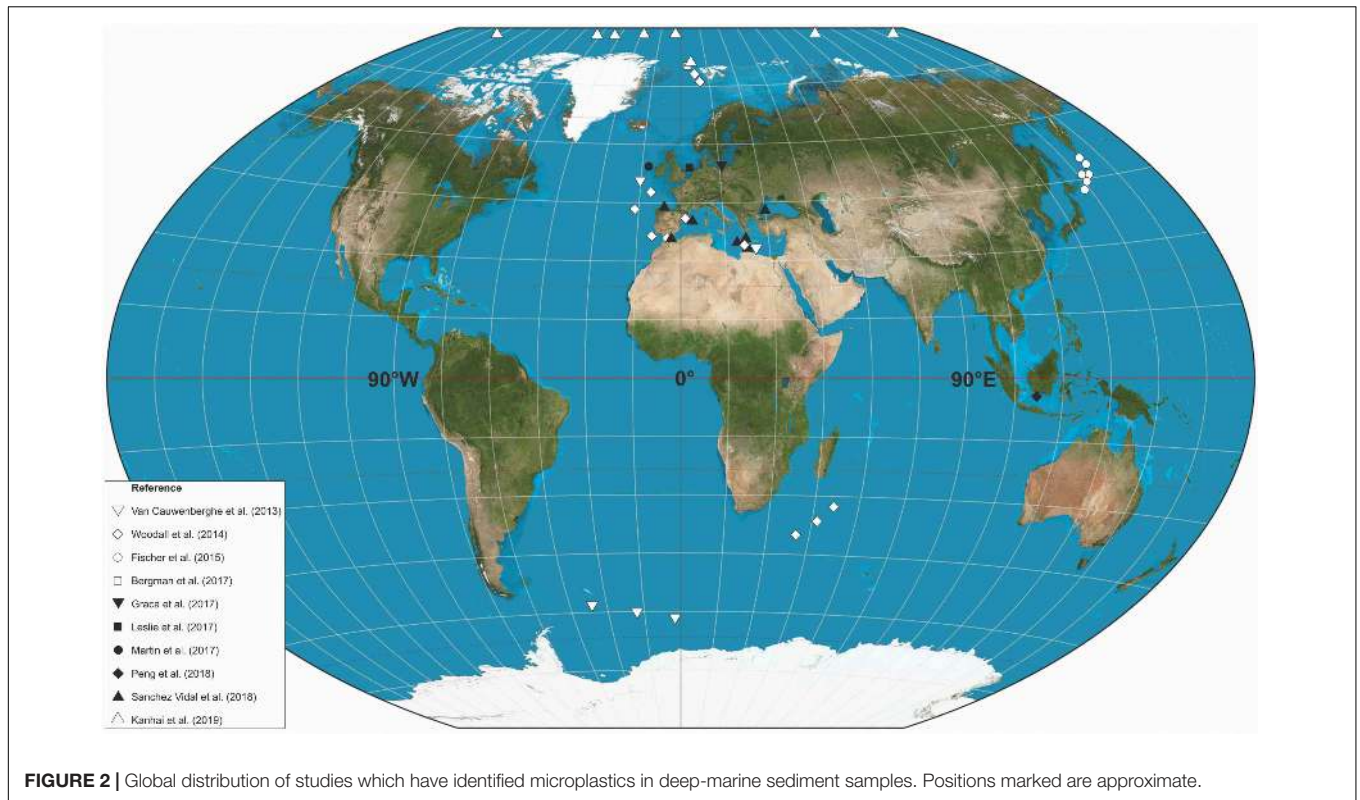 90°W 0° 90°E
Reference
Van Cauwenberghe et al. (2013)
Woodall et al. (2014)
Fischer et al. (2015)
Bergman et al. (2017)
Graca et al. (2017)
Leslie et al. (2017)
Martin et al. (2017)
Peng et al. (2018)
Sanchez Vidal et al. (2018)
Kanhai et al. (2019)
FIGURE 2 | Global distribution of studies which have identified microplastics in deep-marine sediment samples. Positions marked are approximate.